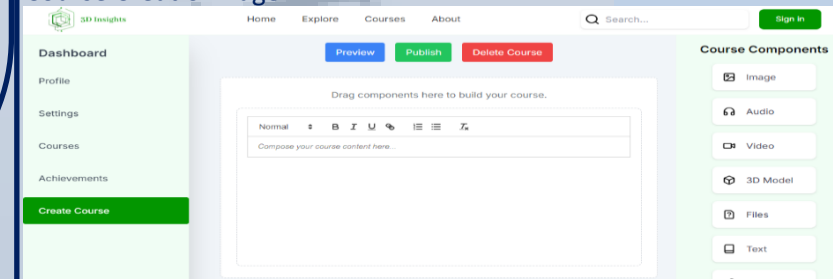 3D Insights
Home Explore Courses About
Search...
Sign In
Dashboard
Profile
Settings
Courses
Achievements
Create Course
Preview Publish Delete Course
Drag components here to build your course.
Normal B I U
Compose your course content here...
Course Components
Image
Audio
Video
3D Model
Files
Text